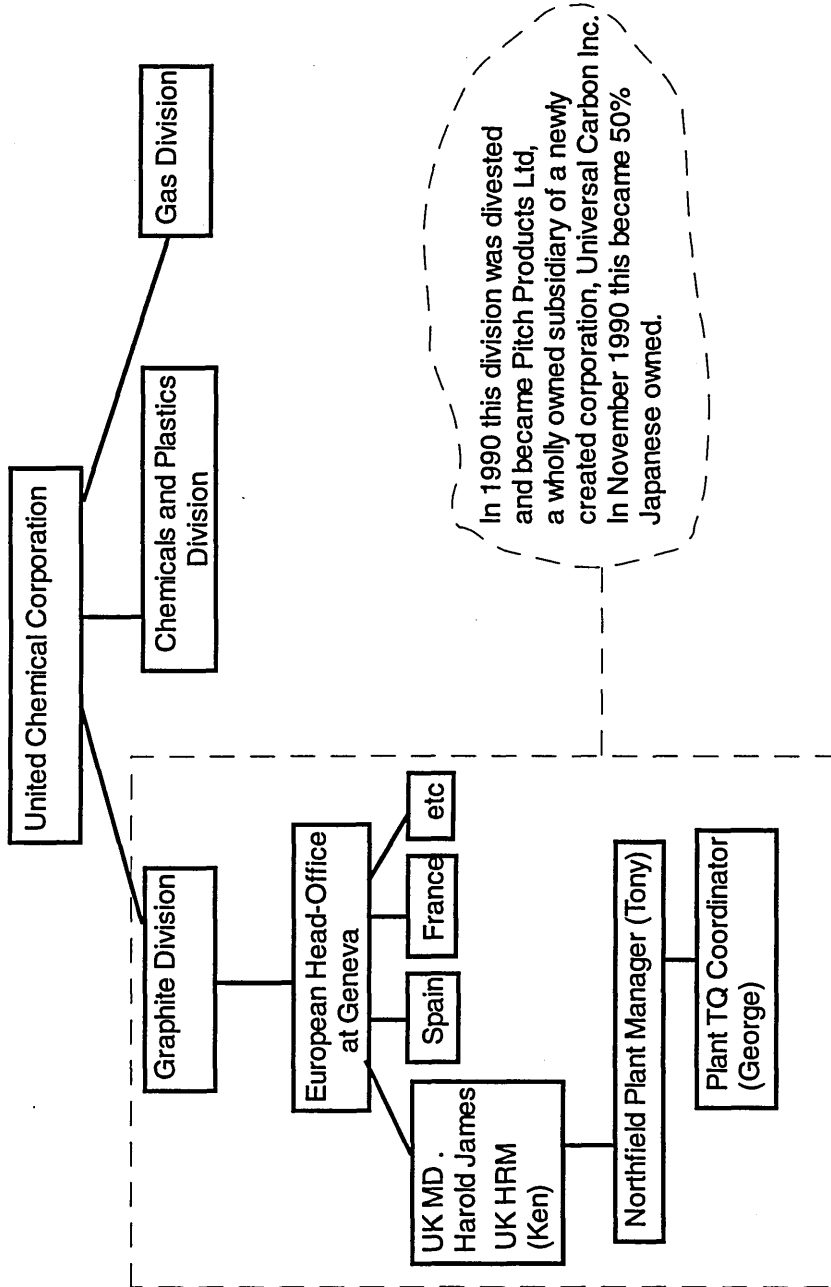 United Chemical Corporation
Graphite Division
Chemicals and Plastics
Division
Gas Division
European Head-Office
at Geneva
UK MD .
Harold James
UK HRM
(Ken)
Spain
France
etc
Northfield Plant Manager (Tony)
Plant TQ Coordinator
(George)
In 1990 this division was divested
and became Pitch Products Ltd,
a wholly owned subsidiary of a newly
created corporation, Universal Carbon Inc.
In November 1990 this became 50%
Japanese owned.